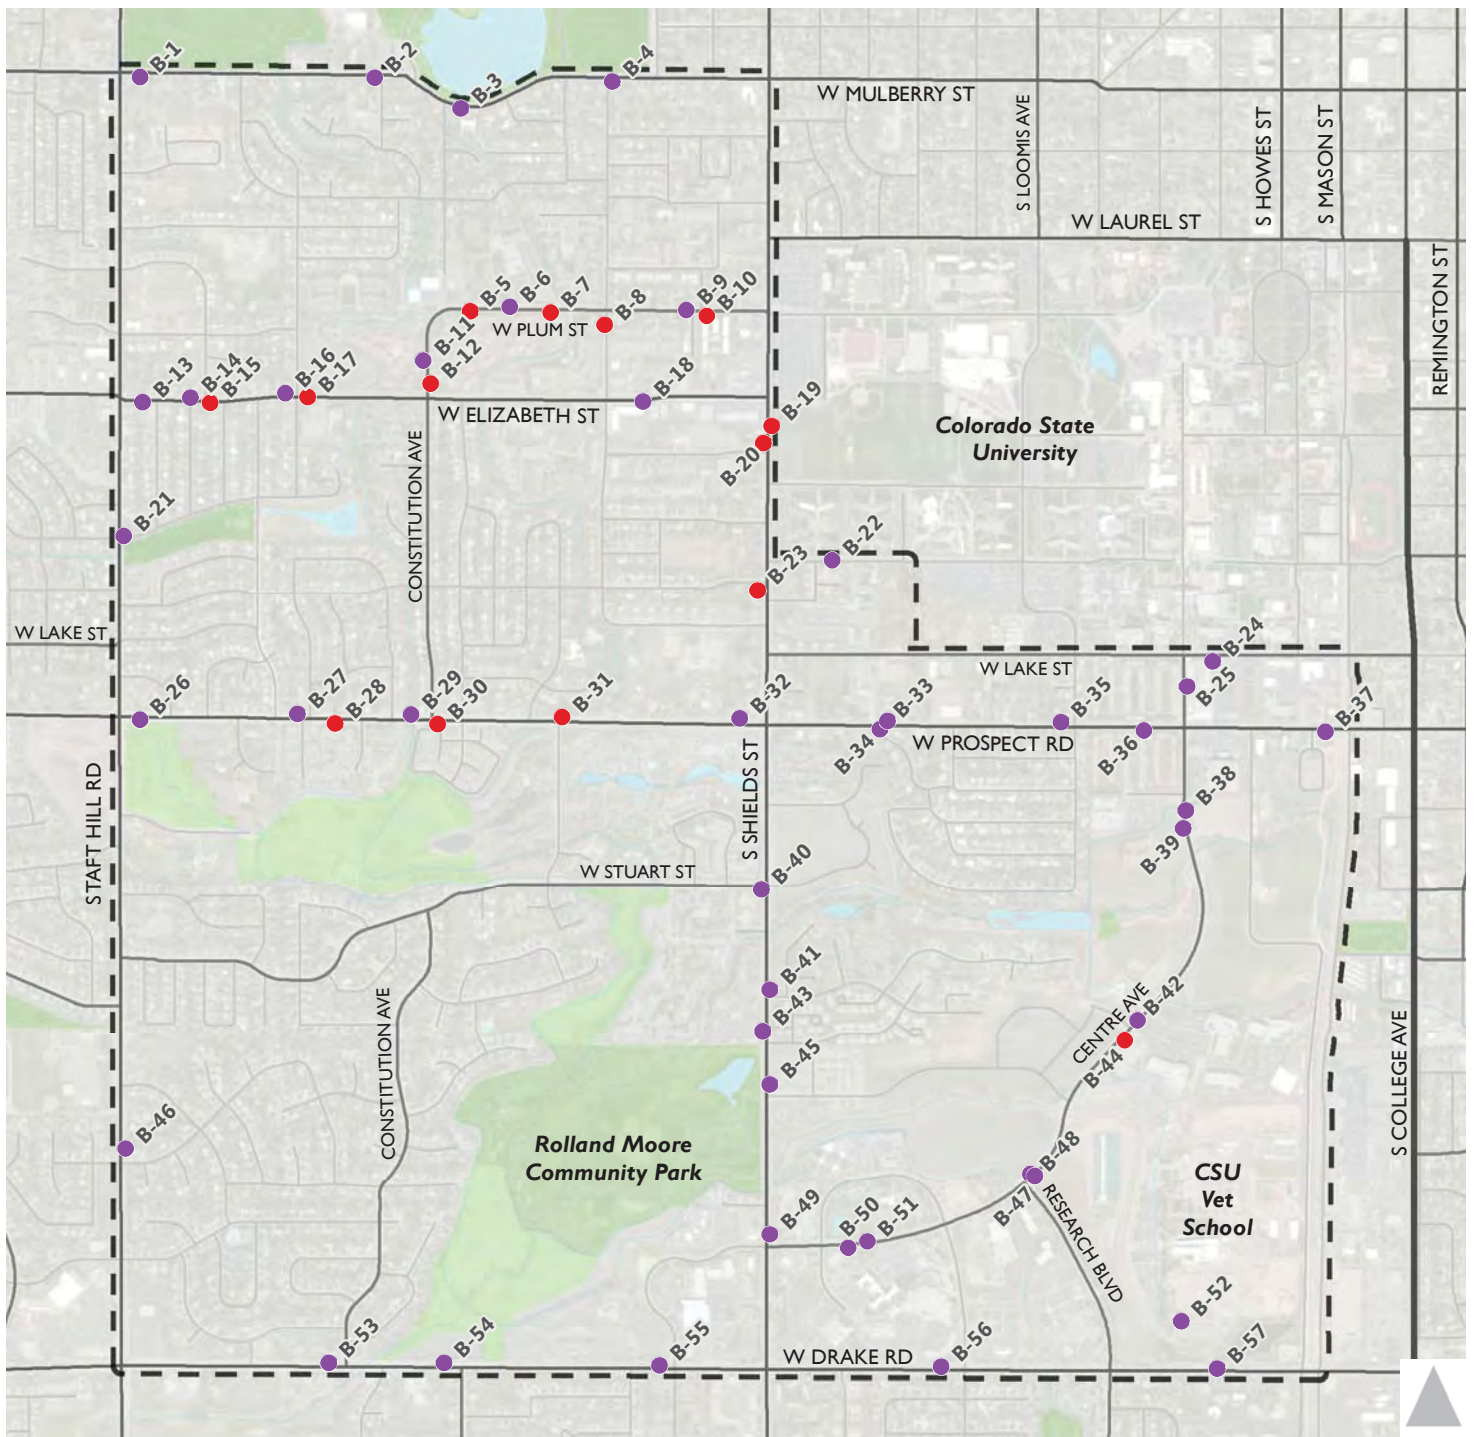 B-1
B-2
B-3
B-4
W MULBERRY ST
S LOOMIS AVE
S HOWES ST
S MASON ST
W LAUREL ST
REMINGTON ST
B-5
B-6
B-7
B-8
B-9
B-10
W PLUM ST
B-11
B-12
B-13
B-14
B-15
B-16
B-17
B-18
W ELIZABETH ST
B-19
B-20
Colorado State
University
CONSTITUTION AVE
B-21
B-22
B-23
W LAKE ST
B-24
W LAKE ST
B-25
B-26
B-27
B-28
B-29
B-30
B-31
B-32
B-33
B-34
B-35
B-36
B-37
W PROSPECT RD
STAFT HILL RD
S SHIELDS ST
B-38
B-39
W STUART ST
B-40
B-41
B-42
B-43
CENTRE AVE
B-44
B-45
CONSTITUTION AVE
S COLLEGE AVE
B-46
Rolland Moore
Community Park
B-47
B-48
CSU
Vet
School
RESEARCH BLVD
B-49
B-50
B-51
B-52
B-53
B-54
B-55
W DRAKE RD
B-56
B-57